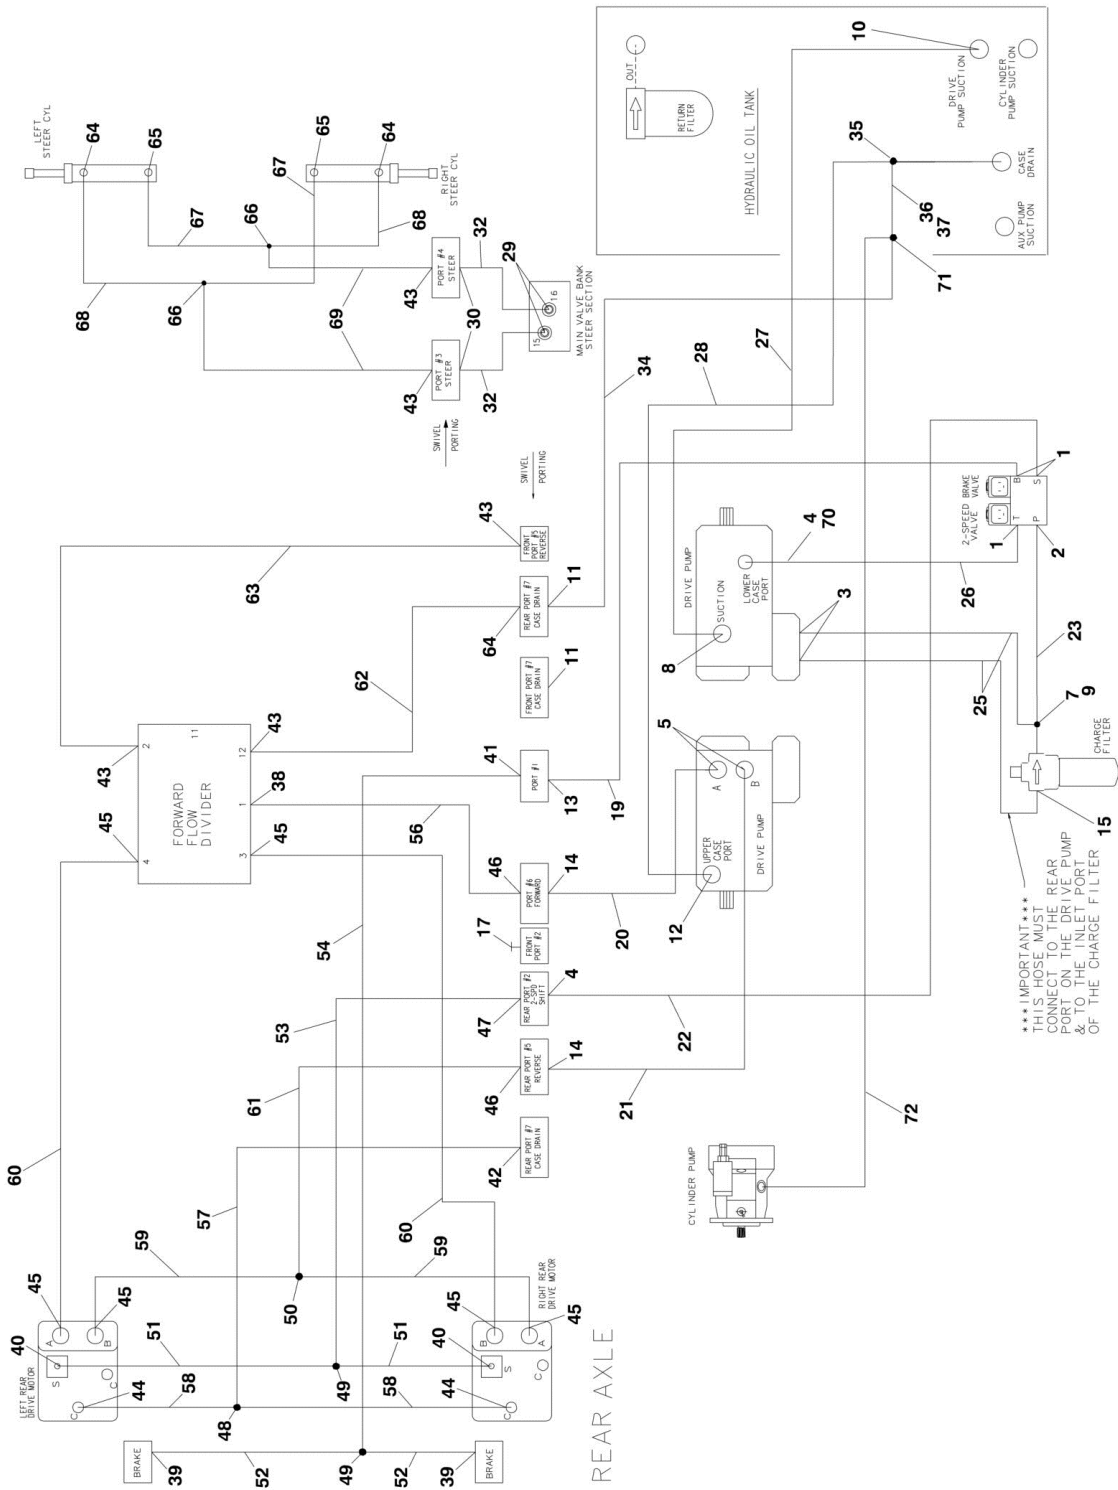 LEFT
STEER CYL
64
65
68
67
66
66
65
64
67
RIGHT
STEER CYL
68
69
43
PORT #3
STEER
43
PORT #4
STEER
30
32
32
29
15
16
MAIN VALVE BANK
STEER SECTION
SWIVEL
PORTING
SWIVEL
PORTING
OUT
RETURN
FILTER
HYDRAULIC OIL TANK
10
DRIVE
PUMP SUCTION
CYLINDER
PUMP SUCTION
35
CASE
DRAIN
36
37
AUX PUMP
SUCTION
71
27
28
34
63
43
FRONT
PORT #5
REVERSE
64
REAR PORT #7
CASE DRAIN
11
FRONT PORT #7
CASE DRAIN
11
62
43
2
11
43
12
FORWARD
FLOW
DIVIDER
1
38
45
4
3
45
56
41
PORT #1
13
19
46
PORT #6
FORWARD
14
20
17
FRONT
PORT #2
54
47
REAR PORT #2
2-SPD
SHIFT
4
22
53
46
REAR PORT #5
REVERSE
14
21
61
42
REAR PORT #7
CASE DRAIN
57
60
60
DRIVE PUMP
SUCTION
8
LOWER
CASE
PORT
4
70
3
26
2-SPEED BRAKE
VALVE
T
B
P
S
1
1
2
23
25
7
9
CHARGE
FILTER
15
***IMPORTANT***
THIS HOSE MUST
CONNECT TO THE REAR
PORT ON THE DRIVE PUMP
& TO THE INLET PORT
OF THE CHARGE FILTER
5
A
B
UPPER
CASE
PORT
12
DRIVE PUMP
72
CYLINDER PUMP
59
50
59
45
A
45
B
40
S
C
C
44
LEFT REAR
DRIVE MOTOR
51
49
51
58
48
58
45
B
45
A
40
S
C
C
44
RIGHT REAR
DRIVE MOTOR
BRAKE
39
52
49
52
39
BRAKE
REAR AXLE